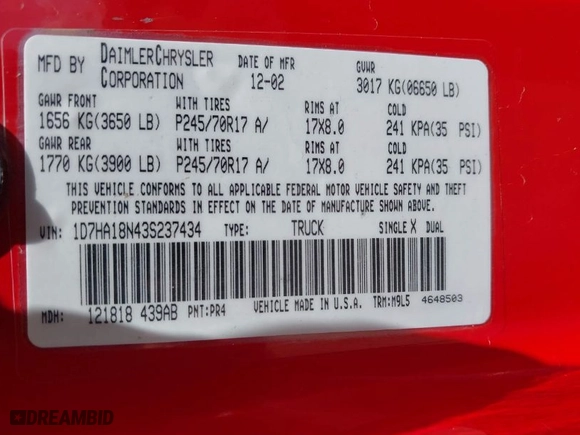 MFD BY DAIMLERCHRYSLER CORPORATION DATE OF MFR 12-02 GVWR 3017 KG(06650 LB)
GAWR FRONT WITH TIRES RIMS AT COLD
1656 KG(3650 LB) P245/70R17 A/ 17X8.0 241 KPA(35 PSI)
GAWR REAR WITH TIRES RIMS AT COLD
1770 KG(3900 LB) P245/70R17 A/ 17X8.0 241 KPA(35 PSI)
THIS VEHICLE CONFORMS TO ALL APPLICABLE FEDERAL MOTOR VEHICLE SAFETY AND THEFT
PREVENTION STANDARDS IN EFFECT ON THE DATE OF MANUFACTURE SHOWN ABOVE.
VIN: 1D7HA18N43S237434 TYPE: TRUCK SINGLE X DUAL
MDH: 121818 439AB PNT:PR4 VEHICLE MADE IN U.S.A. TRM:M9L5 4648503
DREAMBID